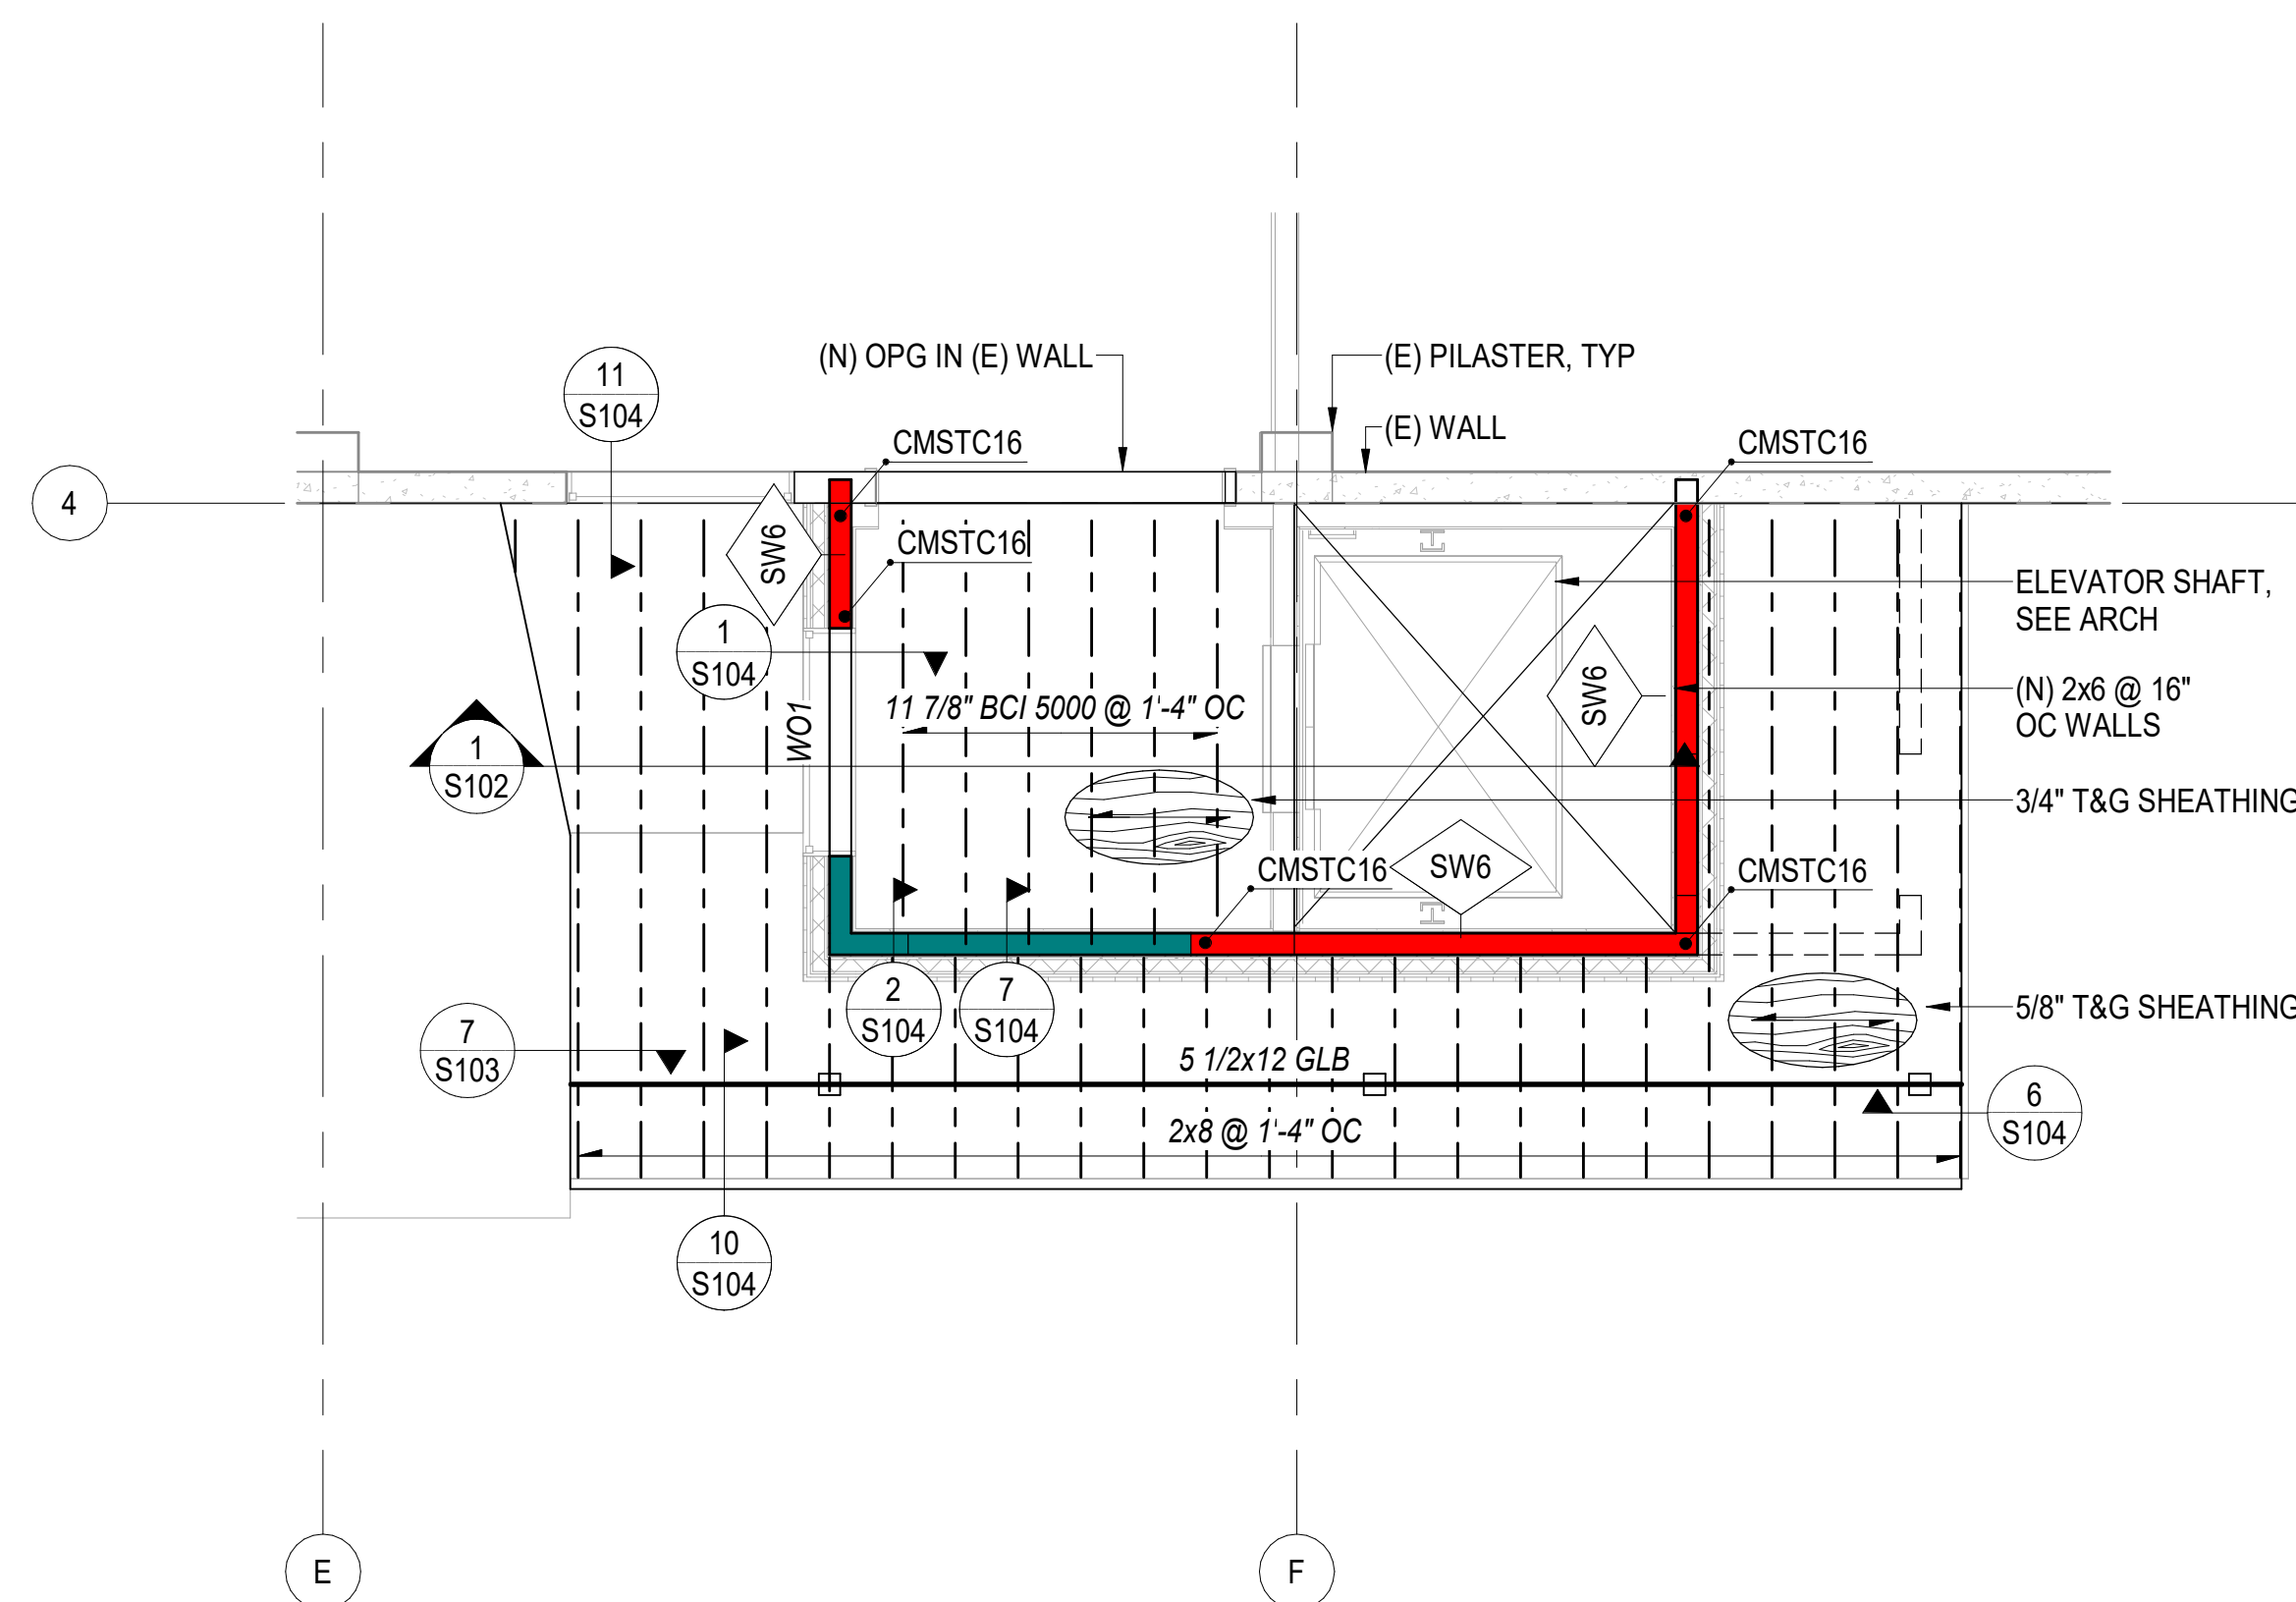 (N) OPG IN (E) WALL
(E) PILASTER, TYP
11
S104
(E) WALL
CMSTC16
CMSTC16
4
SW6
CMSTC16
ELEVATOR SHAFT,
SEE ARCH
1
S104
SW6
(N) 2x6 @ 16"
OC WALLS
11 7/8" BCI 5000 @ 1'-4" OC
WO1
1
S102
3/4" T&G SHEATHING
CMSTC16
SW6
CMSTC16
2
S104
7
S104
5/8" T&G SHEATHING
7
S103
5 1/2x12 GLB
6
S104
2x8 @ 1'-4" OC
10
S104
E
F